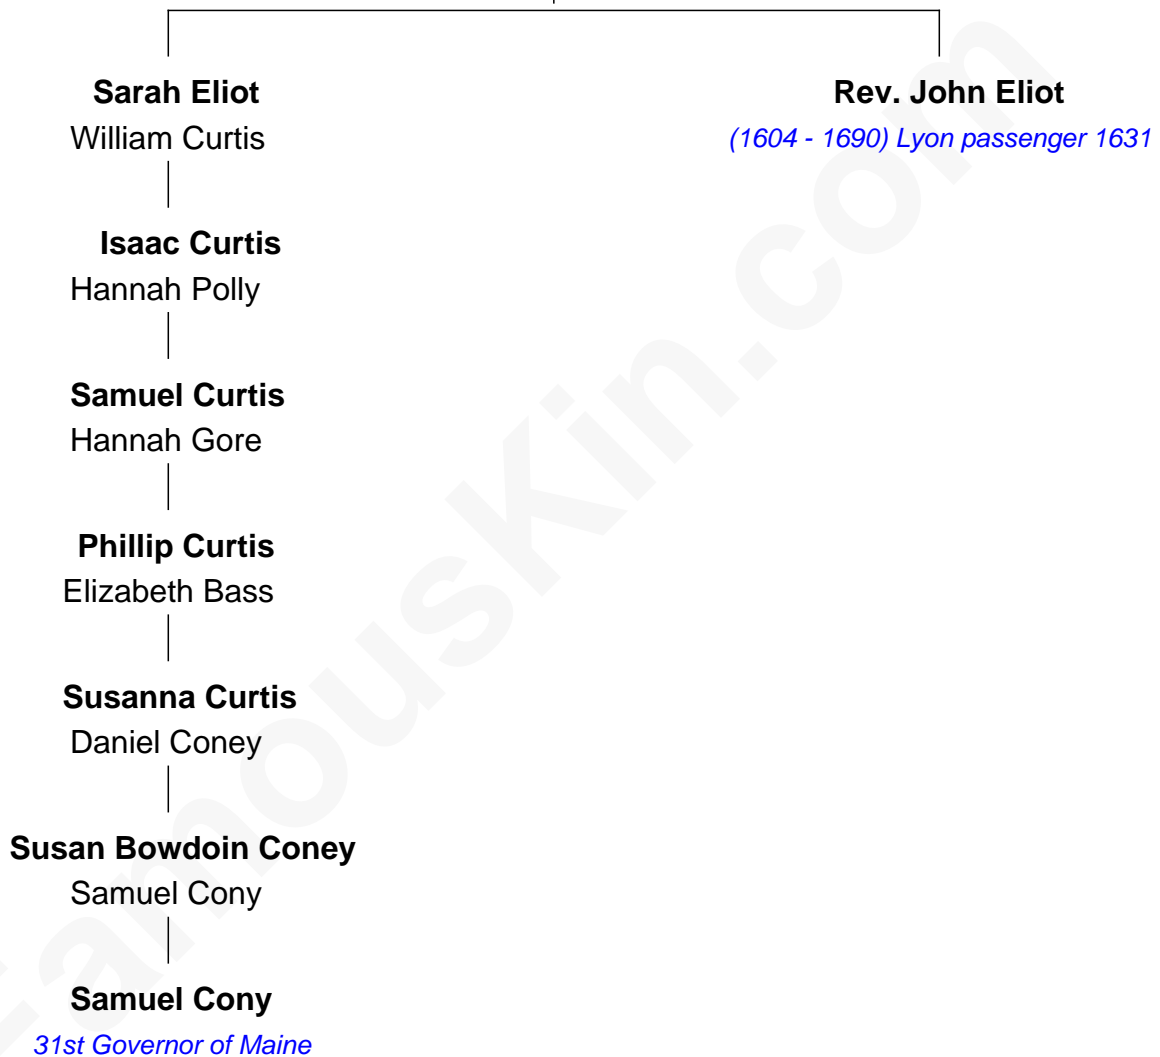 Sarah Eliot
William Curtis
Rev. John Eliot
(1604 - 1690) Lyon passenger 1631
Isaac Curtis
Hannah Polly
Samuel Curtis
Hannah Gore
Phillip Curtis
Elizabeth Bass
Susanna Curtis
Daniel Coney
Susan Bowdoin Coney
Samuel Cony
Samuel Cony
31st Governor of Maine
FamousKin.com